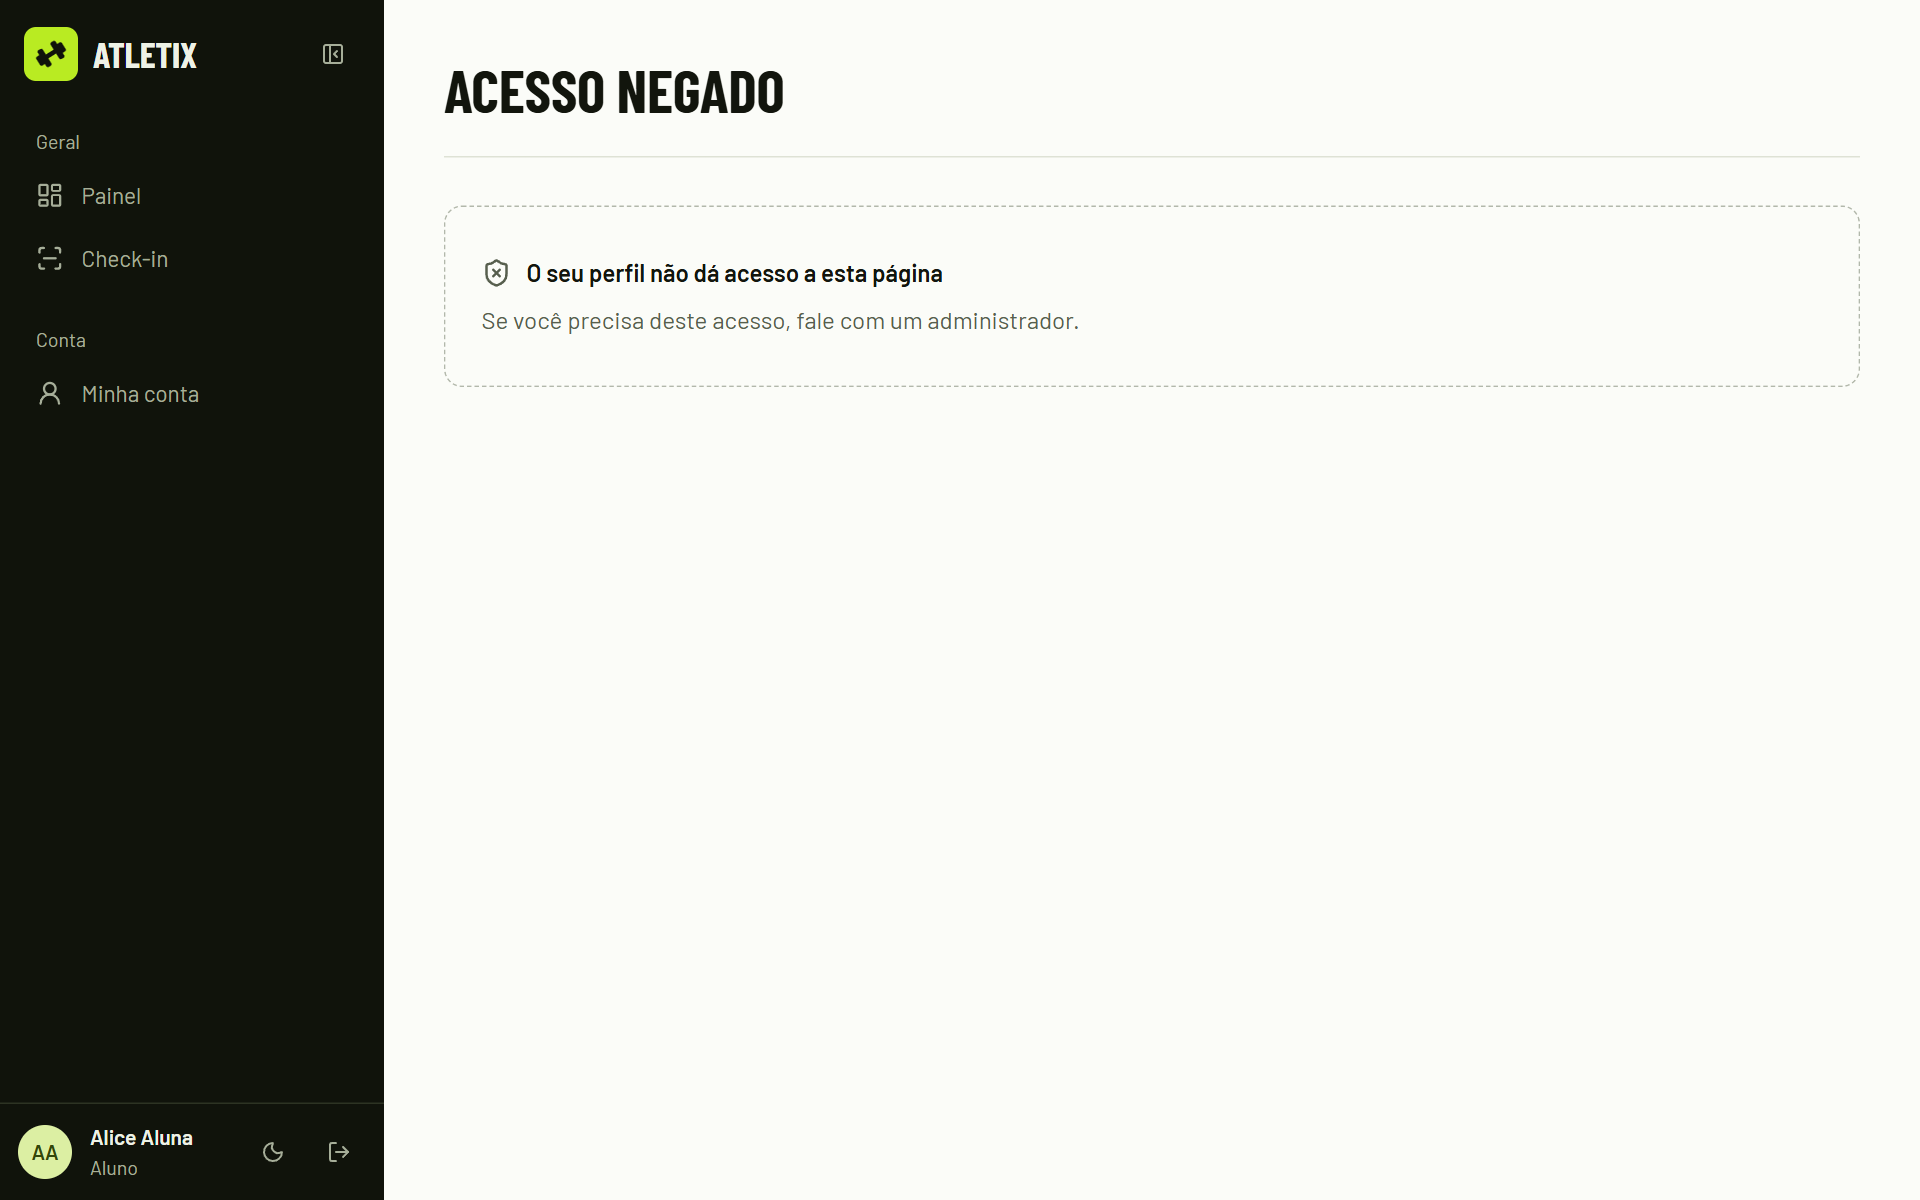 ATLETIX
Geral
Painel
Check-in
Conta
Minha conta
AA
Alice Aluna
Aluno
ACESSO NEGADO
O seu perfil não dá acesso a esta página
Se você precisa deste acesso, fale com um administrador.